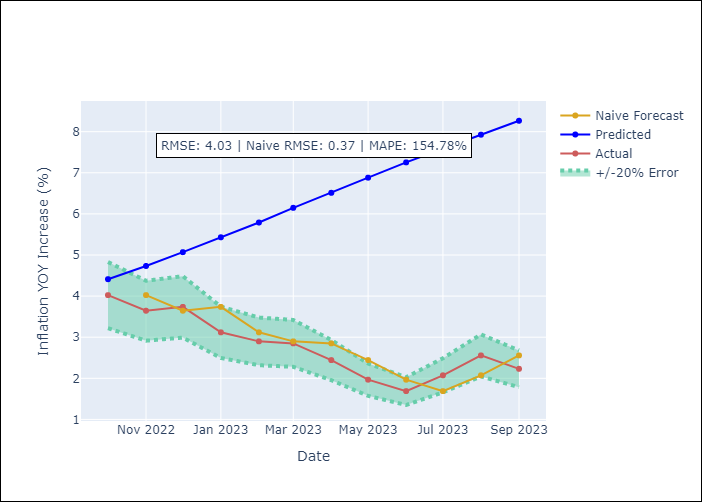 Naive Forecast
Predicted
Actual
+/-20% Error
RMSE: 4.03 | Naive RMSE: 0.37 | MAPE: 154.78%
Inflation YOY Increase (%)
8
7
6
5
4
3
2
1
Nov 2022 Jan 2023 Mar 2023 May 2023 Jul 2023 Sep 2023
Date